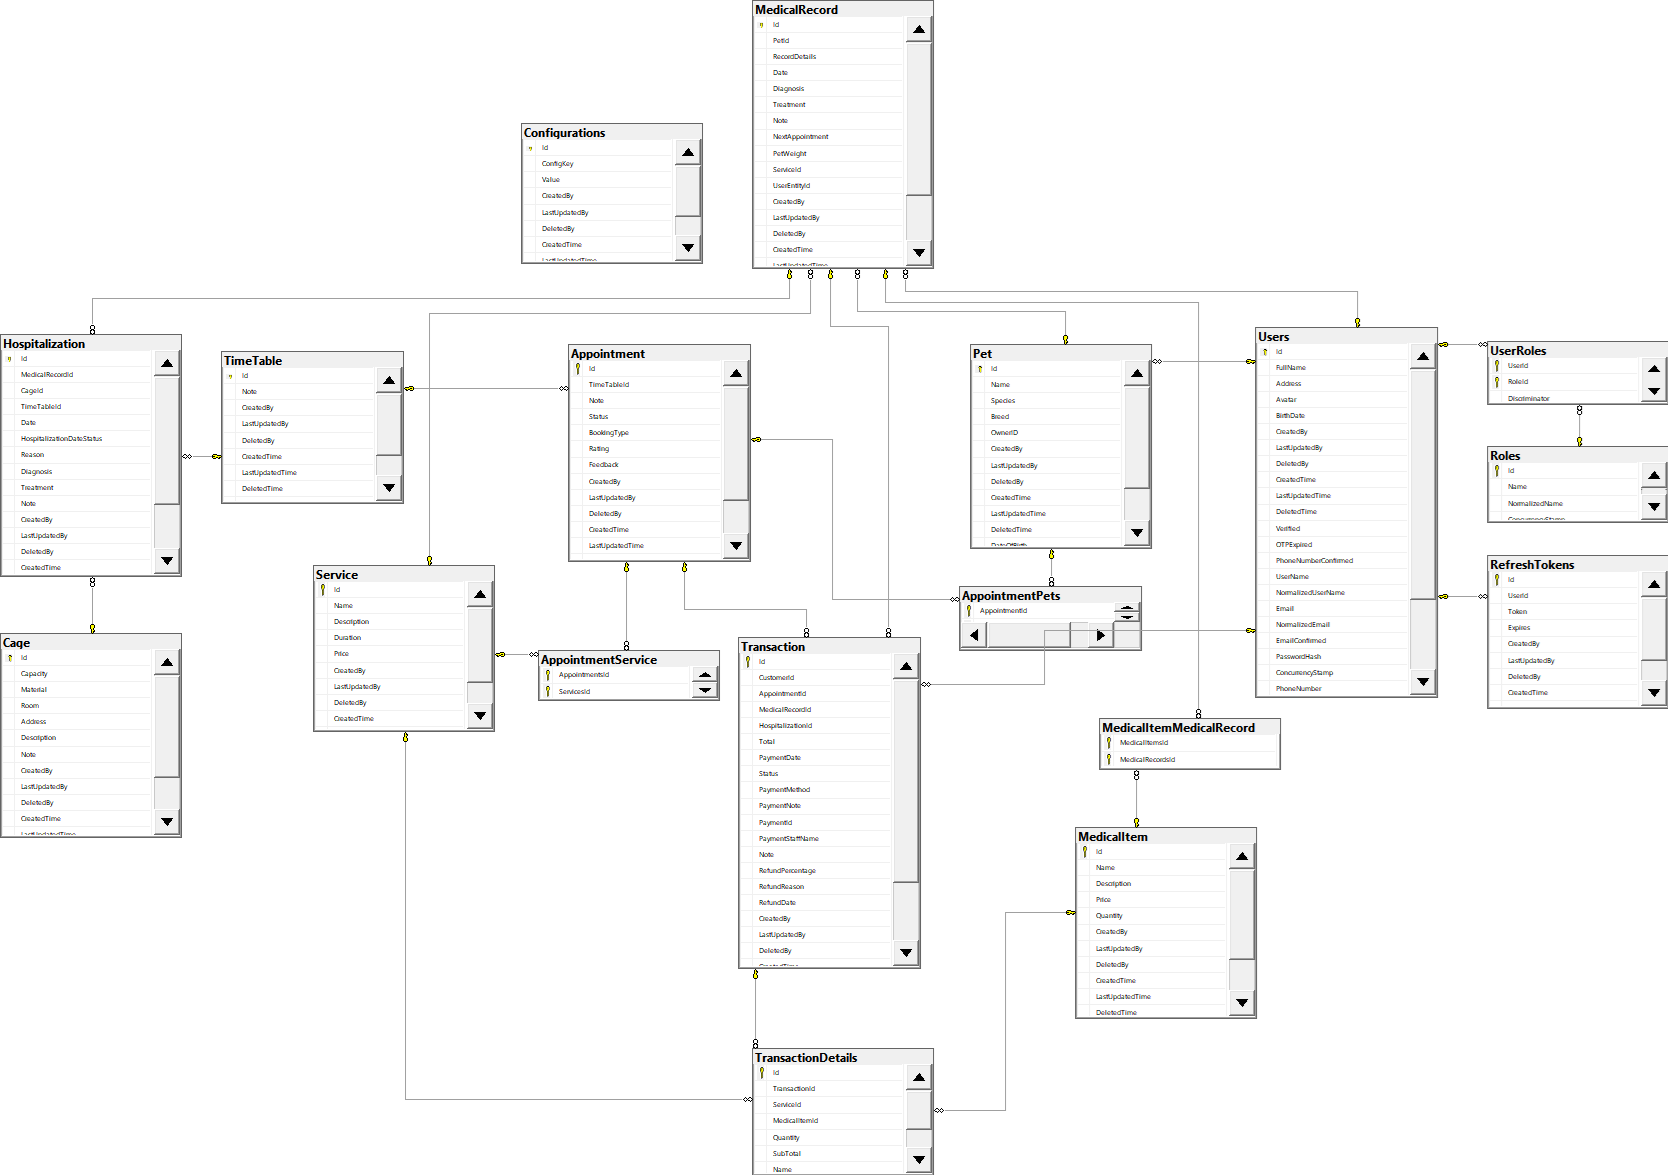 MedicalRecord
Id
PetId
RecordDetails
Date
Diagnosis
Treatment
Note
NextAppointment
PetWeight
ServiceId
UserEntityId
CreatedBy
LastUpdatedBy
DeletedBy
CreatedTime
LastUpdatedTime
Configurations
Id
ConfigKey
Value
CreatedBy
LastUpdatedBy
DeletedBy
CreatedTime
LastUpdatedTime
Hospitalization
Id
MedicalRecordId
CageId
TimeTableId
Date
HospitalizationDateStatus
Reason
Diagnosis
Treatment
Note
CreatedBy
LastUpdatedBy
DeletedBy
CreatedTime
TimeTable
Id
Note
CreatedBy
LastUpdatedBy
DeletedBy
CreatedTime
LastUpdatedTime
DeletedTime
Appointment
Id
TimeTableId
Note
Status
BookingType
Rating
Feedback
CreatedBy
LastUpdatedBy
DeletedBy
CreatedTime
LastUpdatedTime
Pet
Id
Name
Species
Breed
OwnerID
CreatedBy
LastUpdatedBy
DeletedBy
CreatedTime
LastUpdatedTime
DeletedTime
DateOfBirth
Users
Id
FullName
Address
Avatar
BirthDate
CreatedBy
LastUpdatedBy
DeletedBy
CreatedTime
LastUpdatedTime
DeletedTime
Verified
OTPExpired
PhoneNumberConfirmed
UserName
NormalizedUserName
Email
NormalizedEmail
EmailConfirmed
PasswordHash
ConcurrencyStamp
PhoneNumber
UserRoles
UserId
RoleId
Discriminator
Roles
Id
Name
NormalizedName
ConcurrencyStamp
RefreshTokens
Id
UserId
Token
Expires
CreatedBy
LastUpdatedBy
DeletedBy
CreatedTime
Service
Id
Name
Description
Duration
Price
CreatedBy
LastUpdatedBy
DeletedBy
CreatedTime
AppointmentPets
AppointmentId
Cage
Id
Capacity
Material
Room
Address
Description
Note
CreatedBy
LastUpdatedBy
DeletedBy
CreatedTime
LastUpdatedTime
AppointmentService
AppointmentsId
ServicesId
Transaction
Id
CustomerId
AppointmentId
MedicalRecordId
HospitalizationId
Total
PaymentDate
Status
PaymentMethod
PaymentNote
PaymentId
PaymentStaffName
Note
RefundPercentage
RefundReason
RefundDate
CreatedBy
LastUpdatedBy
DeletedBy
CreatedTime
MedicalItemMedicalRecord
MedicalItemsId
MedicalRecordsId
MedicalItem
Id
Name
Description
Price
Quantity
CreatedBy
LastUpdatedBy
DeletedBy
CreatedTime
LastUpdatedTime
DeletedTime
TransactionDetails
Id
TransactionId
ServiceId
MedicalItemId
Quantity
SubTotal
Name